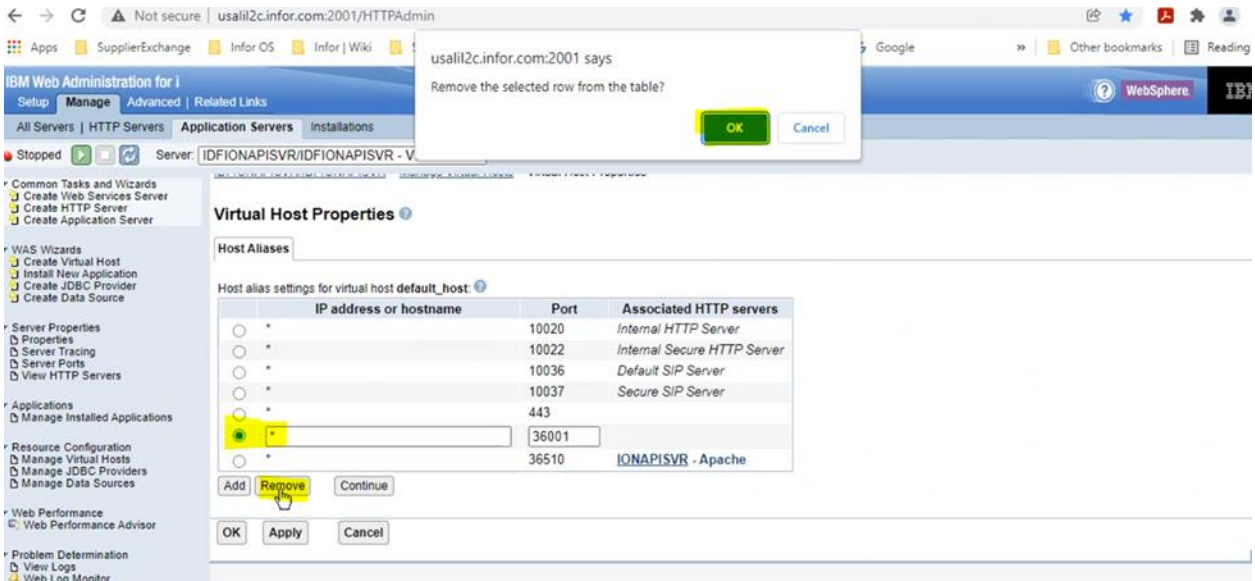 Not secure usalil2c.infor.com:2001/HTTPAdmin
Apps SupplierExchange Infor OS Infor | Wiki Google » Other bookmarks Reading
usalil2c.infor.com:2001 says
Remove the selected row from the table?
OK Cancel
IBM Web Administration for i
WebSphere. IBM
Setup Manage Advanced | Related Links
All Servers | HTTP Servers Application Servers Installations
Stopped Server: IDFIONAPISVR/IDFIONAPISVR - V
Common Tasks and Wizards
Create Web Services Server
Create HTTP Server
Create Application Server
WAS Wizards
Create Virtual Host
Install New Application
Create JDBC Provider
Create Data Source
Server Properties
Properties
Server Tracing
Server Ports
View HTTP Servers
Applications
Manage Installed Applications
Resource Configuration
Manage Virtual Hosts
Manage JDBC Providers
Manage Data Sources
Web Performance
Web Performance Advisor
Problem Determination
View Logs
Web Log Monitor
Virtual Host Properties
Host Aliases
Host alias settings for virtual host default_host:
IP address or hostname Port Associated HTTP servers
* 10020 Internal HTTP Server
* 10022 Internal Secure HTTP Server
* 10036 Default SIP Server
* 10037 Secure SIP Server
* 443
* 36001
* 36510 IONAPISVR - Apache
Add Remove Continue
OK Apply Cancel